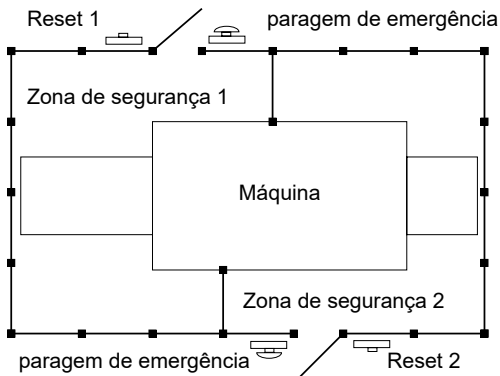 Reset 1
paragem de emergência
Zona de segurança 1
Máquina
Zona de segurança 2
paragem de emergência
Reset 2